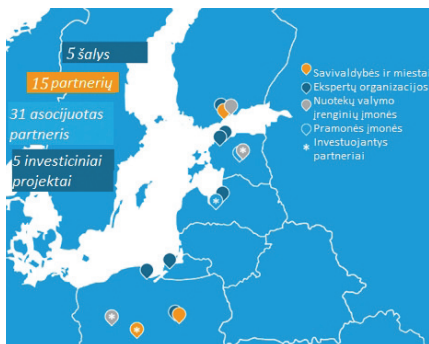 5 šalys
15 partnerių
31 asocijuotas
partneris
5 investiciniai
projektai
Savivaldybės ir miestai
Ekspertų organizacijos
Nuotekų valymo
įrenginių įmonės
Pramonės įmonės
Investuojantys
partneriai